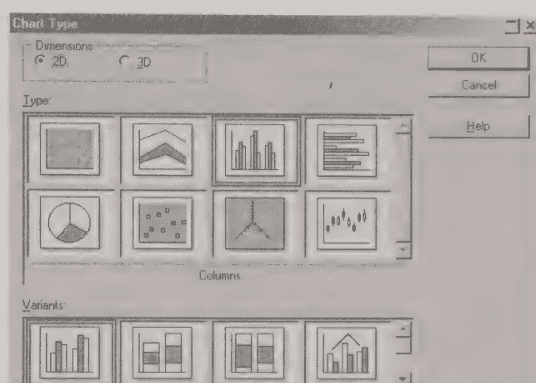 Chart Type
Dimensions
2D
3D
OK
Cancel
Help
Type:
Columns
Variants: